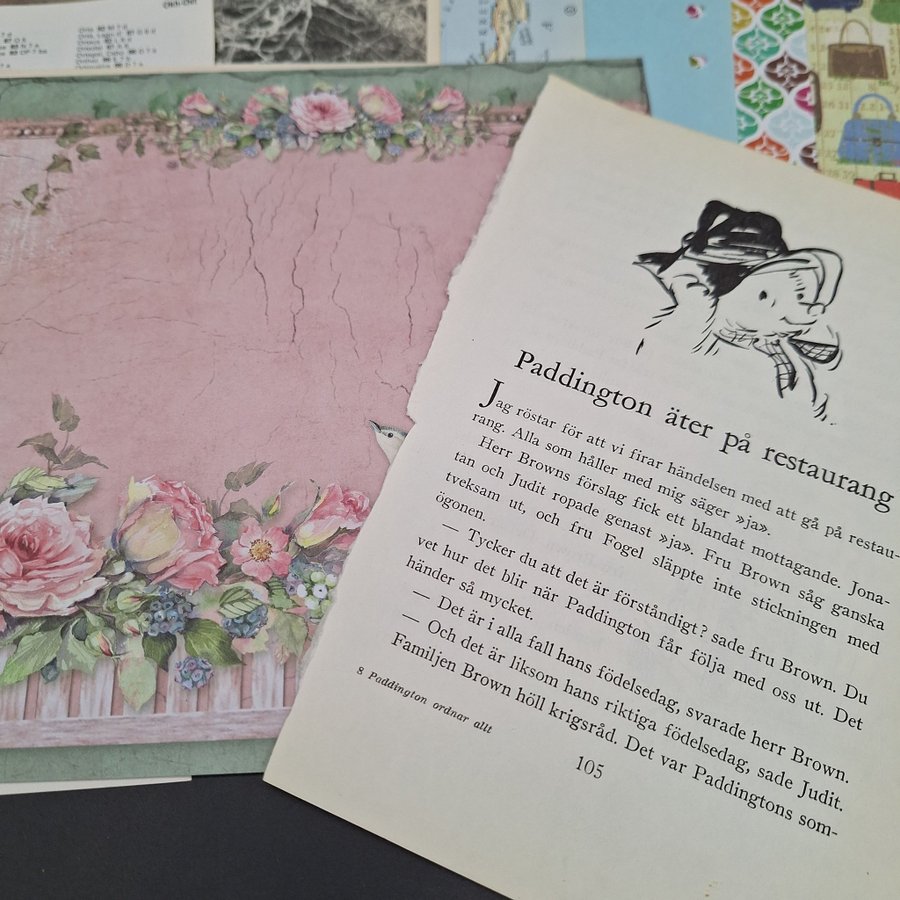 Paddington äter på restaurang
Jag röstar för att vi firar händelsen med att gå på restau-
rang. Alla som håller med mig säger »ja».
Herr Browns förslag fick ett blandat mottagande. Jona-
tan och Judit ropade genast »ja». Fru Brown såg ganska
tveksam ut, och fru Fogel släppte inte stickningen med
ögonen.
— Tycker du att det är förståndigt? sade fru Brown. Du
vet hur det blir när Paddington får följa med oss ut. Det
händer så mycket.
— Det är i alla fall hans födelsedag, svarade herr Brown.
— Och det är liksom hans riktiga födelsedag, sade Judit.
Familjen Brown höll krigsråd. Det var Paddingtons som-
8 Paddington ordnar allt
105